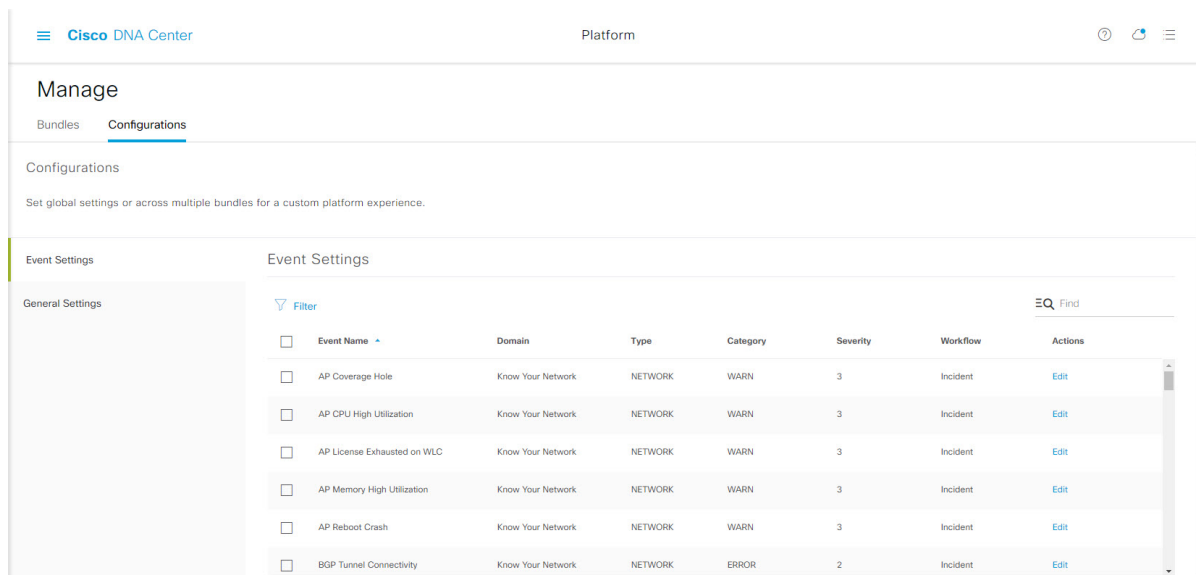 Cisco DNA Center Platform
Manage
Bundles Configurations
Configurations
Set global settings or across multiple bundles for a custom platform experience.
Event Settings
General Settings
Event Settings
Filter Find
Event Name Domain Type Category Severity Workflow Actions
AP Coverage Hole Know Your Network NETWORK WARN 3 Incident Edit
AP CPU High Utilization Know Your Network NETWORK WARN 3 Incident Edit
AP License Exhausted on WLC Know Your Network NETWORK WARN 3 Incident Edit
AP Memory High Utilization Know Your Network NETWORK WARN 3 Incident Edit
AP Reboot Crash Know Your Network NETWORK WARN 3 Incident Edit
BGP Tunnel Connectivity Know Your Network NETWORK ERROR 2 Incident Edit